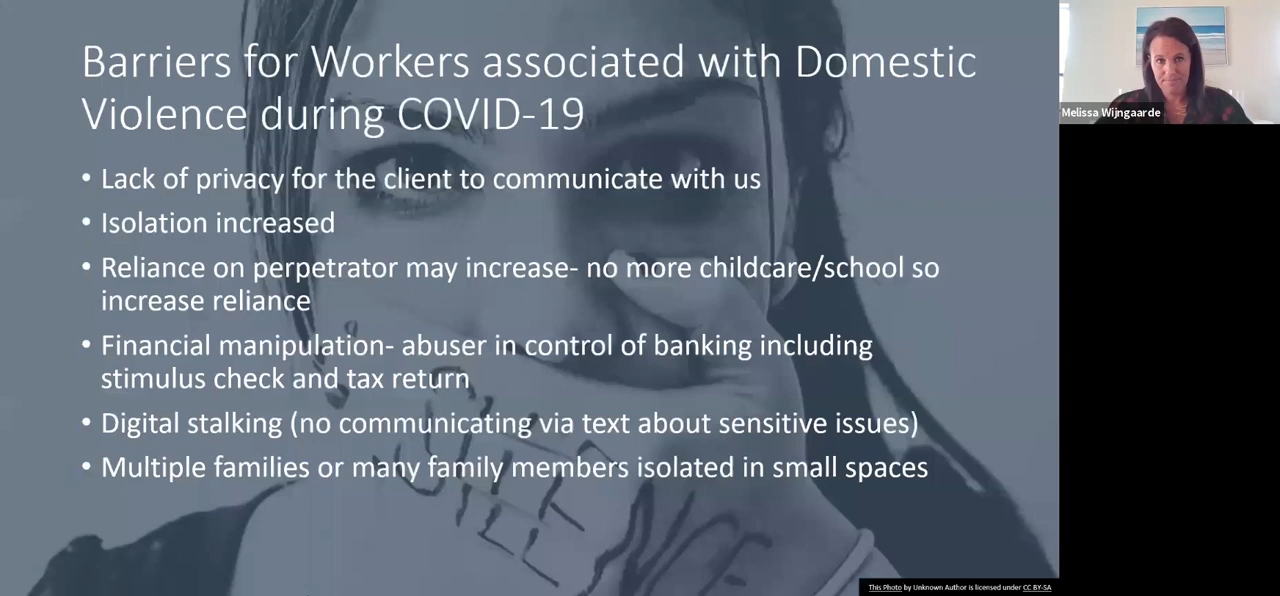 Barriers for Workers associated with Domestic
Violence during COVID-19
• Lack of privacy for the client to communicate with us
• Isolation increased
• Reliance on perpetrator may increase- no more childcare/school so
increase reliance
• Financial manipulation- abuser in control of banking including
stimulus check and tax return
• Digital stalking (no communicating via text about sensitive issues)
• Multiple families or many family members isolated in small spaces
This Photo by Unknown Author is licensed under CC BY-SA
Melissa Wijngaarde